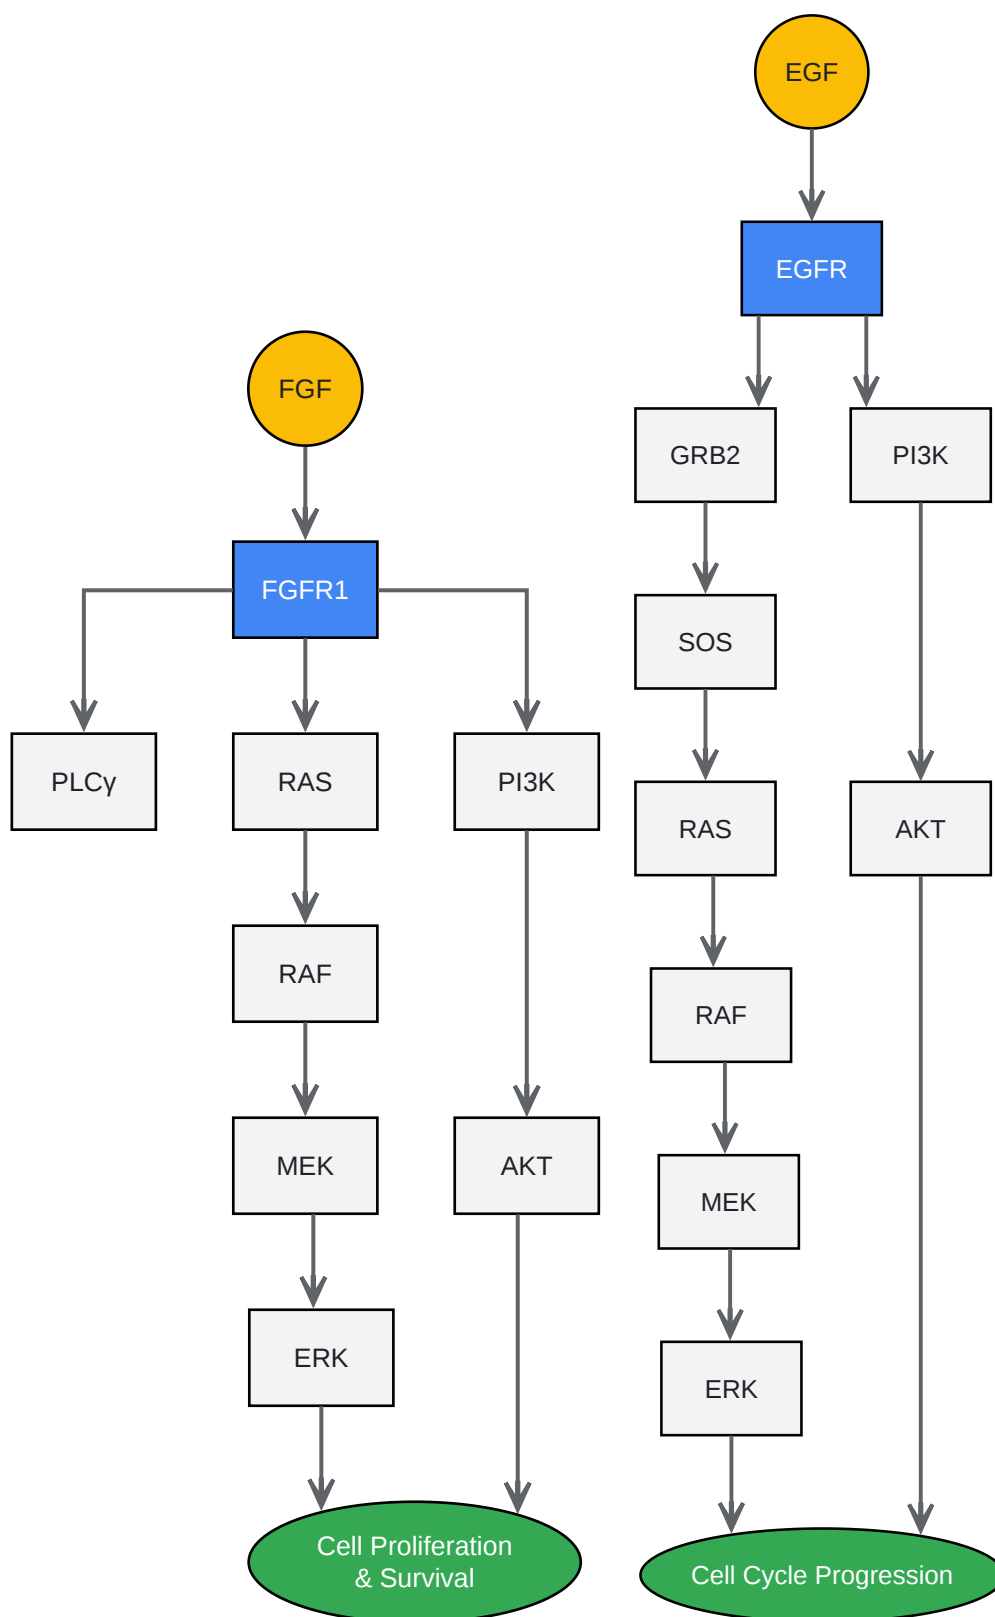 EGF
EGFR
GRB2
PI3K
SOS
RAS
AKT
RAF
MEK
ERK
Cell Cycle Progression
FGF
FGFR1
PLCγ
RAS
PI3K
RAF
MEK
AKT
ERK
Cell Proliferation
& Survival